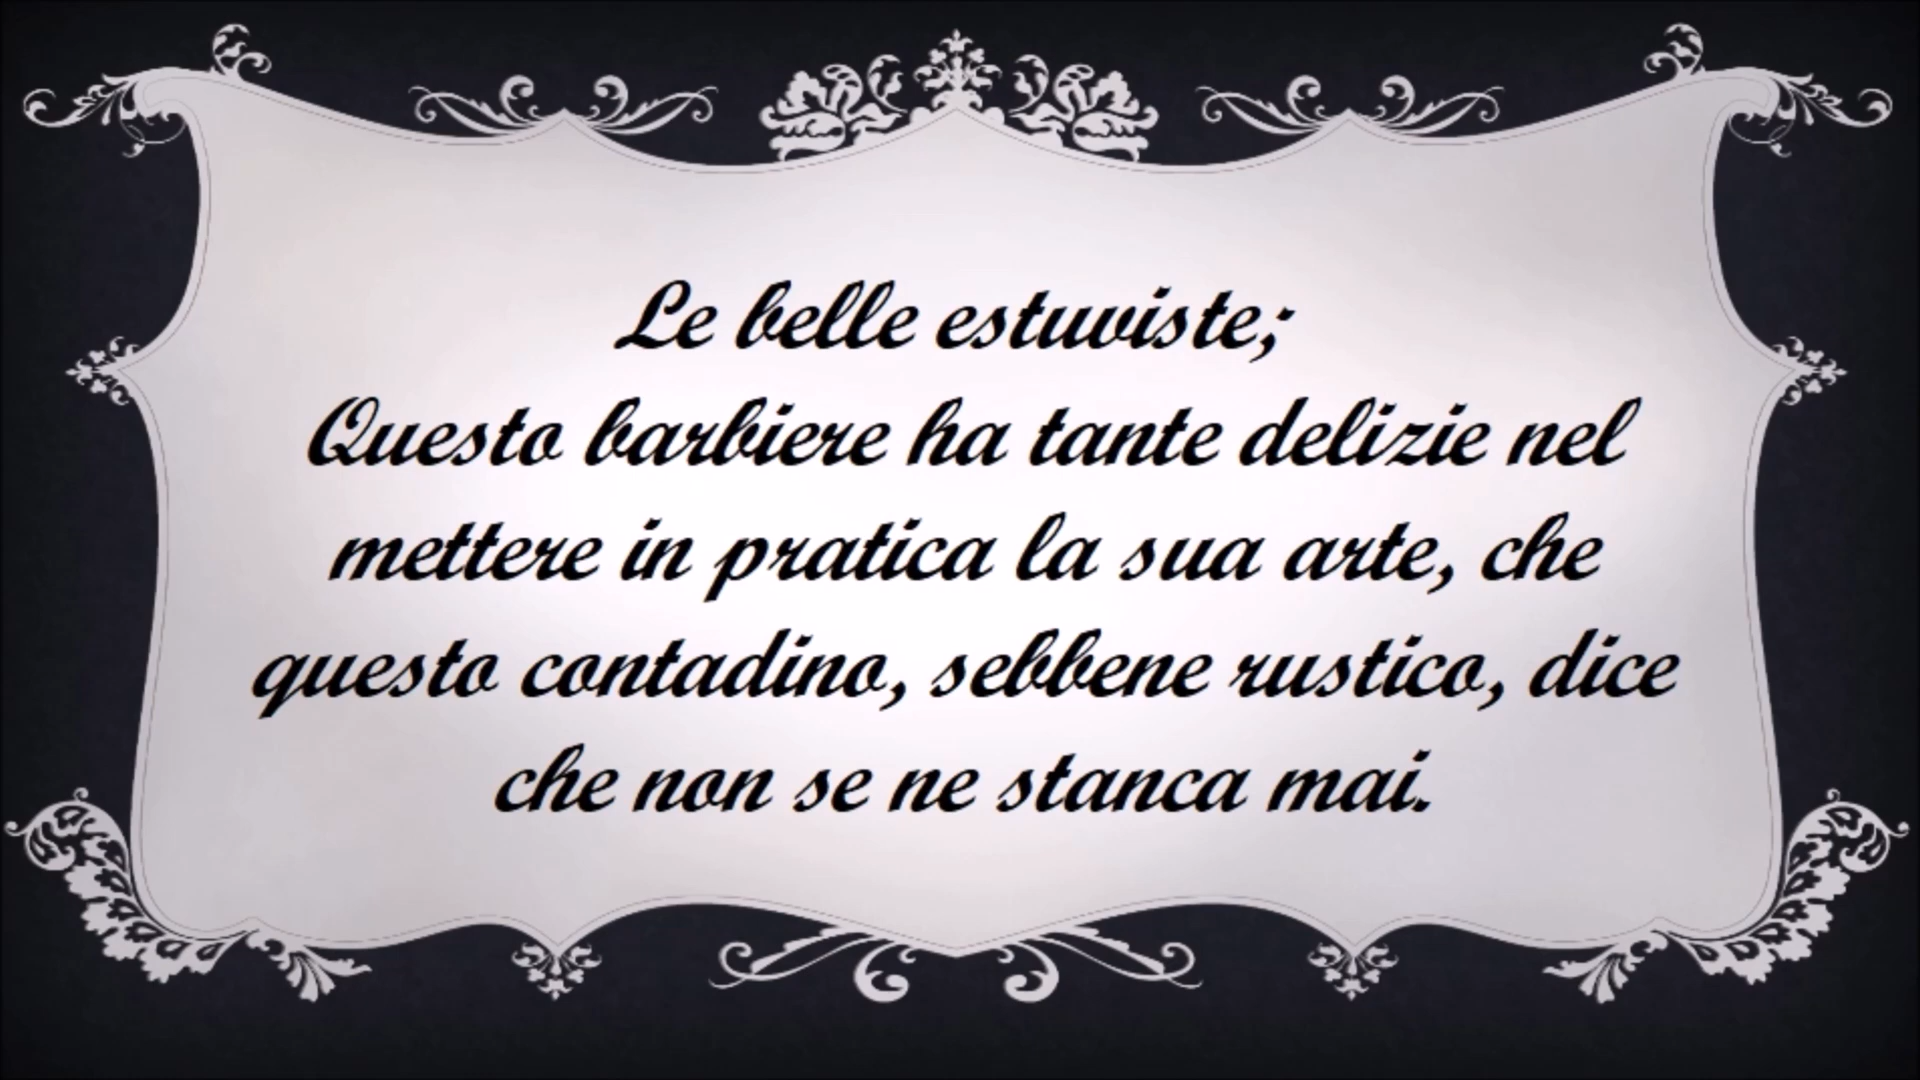 Le belle estuviste;
Questo barbiere ha tante delizie nel
mettere in pratica la sua arte, che
questo contadino, sebbene rustico, dice
che non se ne stanca mai.